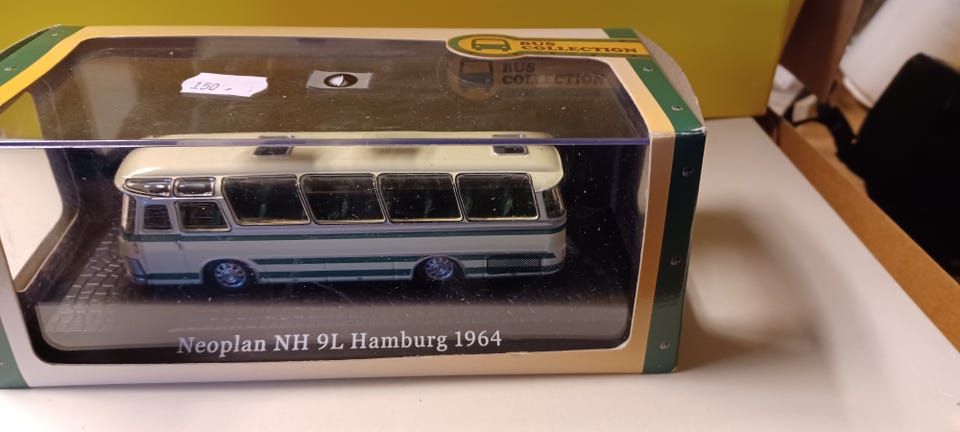 BUS
COLLECTION
BUS
COLLECTION
150.-
Neoplan NH 9L Hamburg 1964